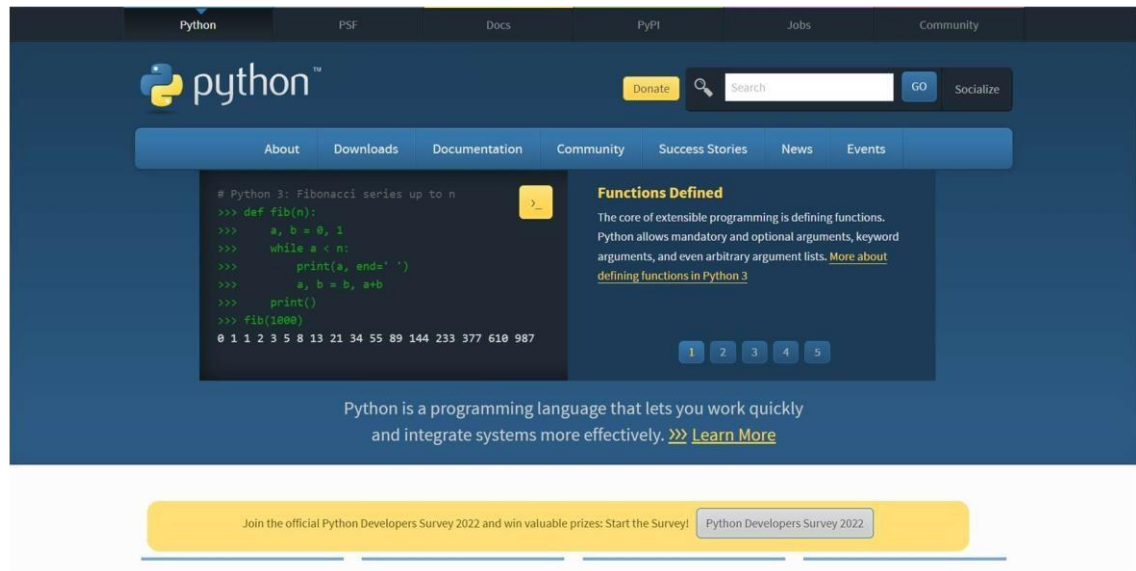 Python PSF Docs PyPI Jobs Community
python™
Donate Search GO Socialize
About Downloads Documentation Community Success Stories News Events
# Python 3: Fibonacci series up to n
>>> def fib(n):
>>>     a, b = 0, 1
>>>     while a < n:
>>>         print(a, end=' ')
>>>         a, b = b, a+b
>>>     print()
>>> fib(1000)
0 1 1 2 3 5 8 13 21 34 55 89 144 233 377 610 987
>_
Functions Defined
The core of extensible programming is defining functions.
Python allows mandatory and optional arguments, keyword
arguments, and even arbitrary argument lists. More about
defining functions in Python 3
1 2 3 4 5
Python is a programming language that lets you work quickly
and integrate systems more effectively. >>> Learn More
Join the official Python Developers Survey 2022 and win valuable prizes: Start the Survey! Python Developers Survey 2022